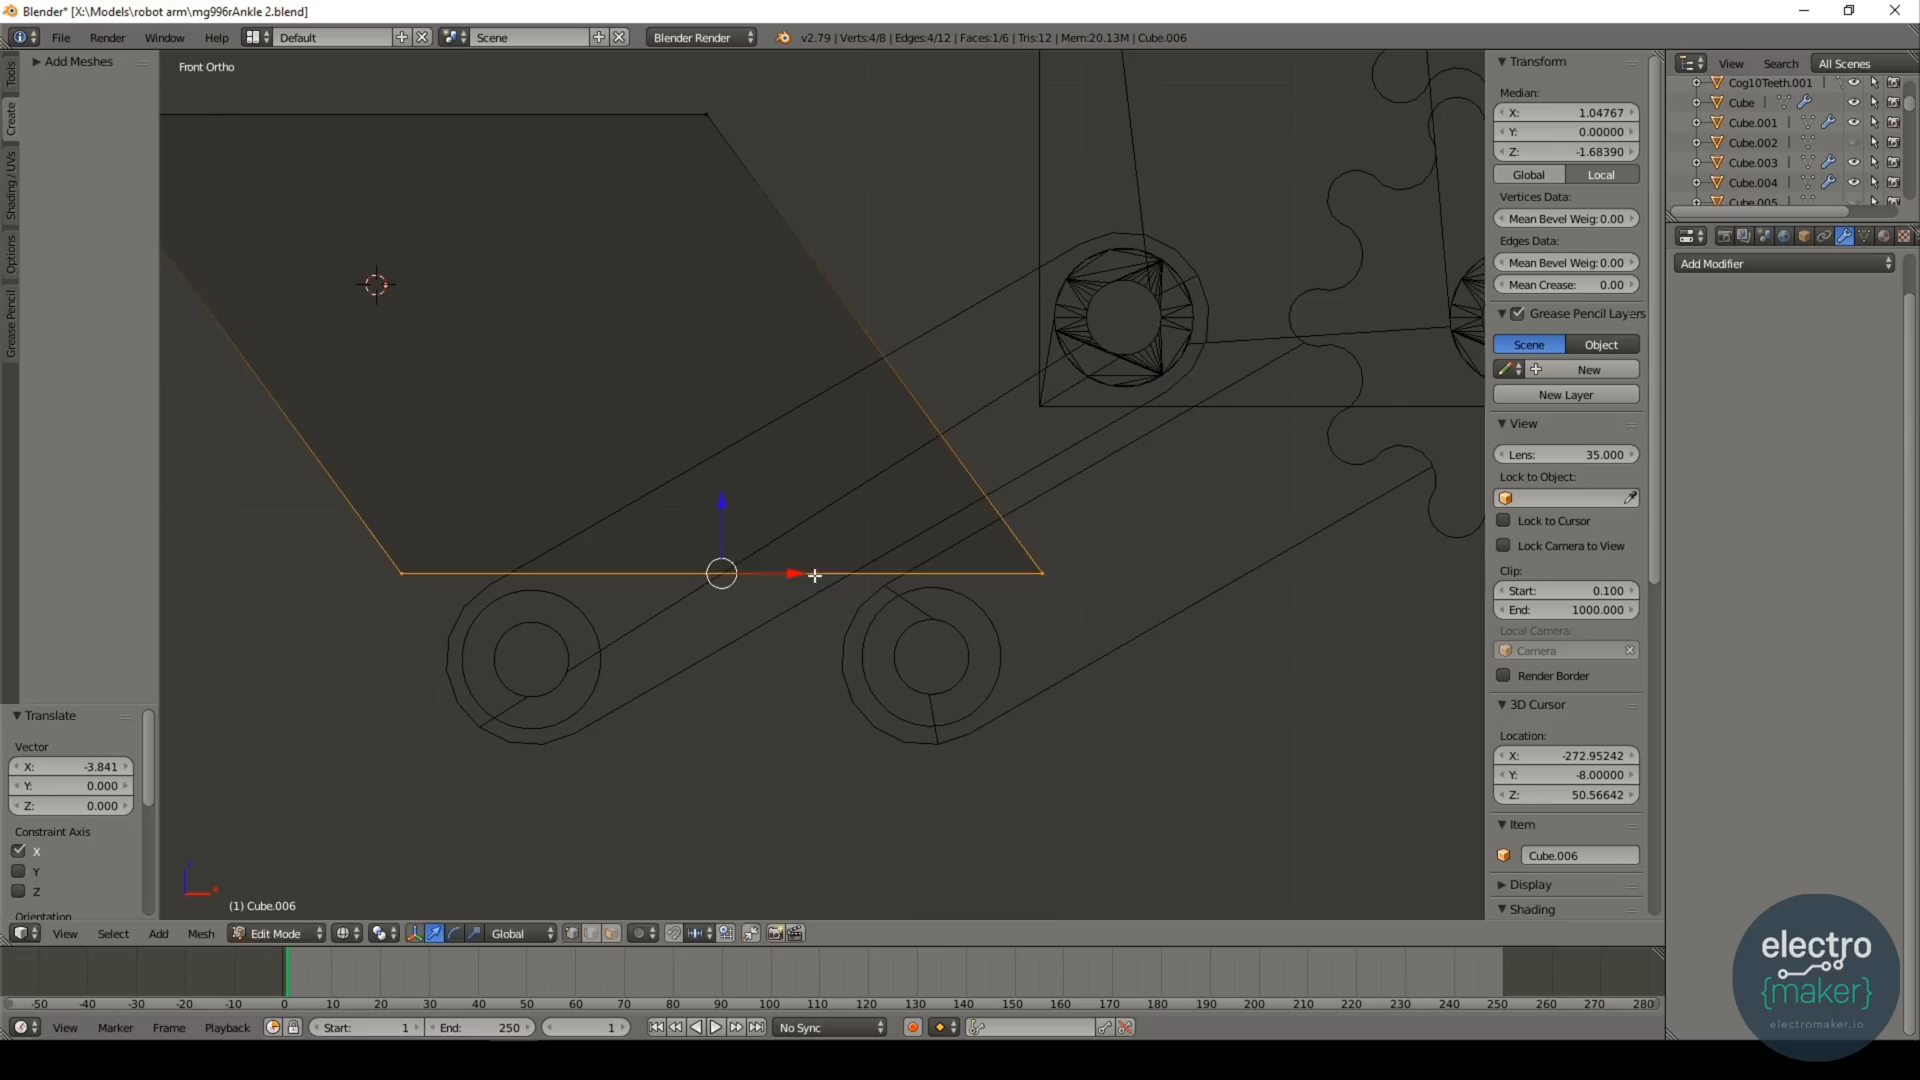 Blender* [X:\Models\robot arm\mg996rAnkle 2.blend]
File Render Window Help Default Scene Blender Render v2.79 | Verts:4/8 | Edges:4/12 | Faces:1/6 | Tris:12 | Mem:20.13M | Cube.006
Tools
Create
Shading / UVs
Options
Grease Pencil
Add Meshes
Front Ortho
Translate
Vector
X: -3.841
Y: 0.000
Z: 0.000
Constraint Axis
X
Y
Z
Orientation
(1) Cube.006
Transform
Median:
X: 1.04767
Y: 0.00000
Z: -1.68390
Global Local
Vertices Data:
Mean Bevel Weig: 0.00
Edges Data:
Mean Bevel Weig: 0.00
Mean Crease: 0.00
Grease Pencil Layers
Scene Object
New
New Layer
View
Lens: 35.000
Lock to Object:
Lock to Cursor
Lock Camera to View
Clip:
Start: 0.100
End: 1000.000
Local Camera:
Camera
Render Border
3D Cursor
Location:
X: -272.95242
Y: -8.00000
Z: 50.56642
Item
Cube.006
Display
Shading
View Search All Scenes
Cog10Teeth.001
Cube
Cube.001
Cube.002
Cube.003
Cube.004
Cube.005
Add Modifier
View Select Add Mesh Edit Mode Global
-50 -40 -30 -20 -10 0 10 20 30 40 50 60 70 80 90 100 110 120 130 140 150 160 170 180 190 200 210 220 230 240 250 260 270 280
View Marker Frame Playback Start: 1 End: 250 1 No Sync
electro
{maker}
electromaker.io